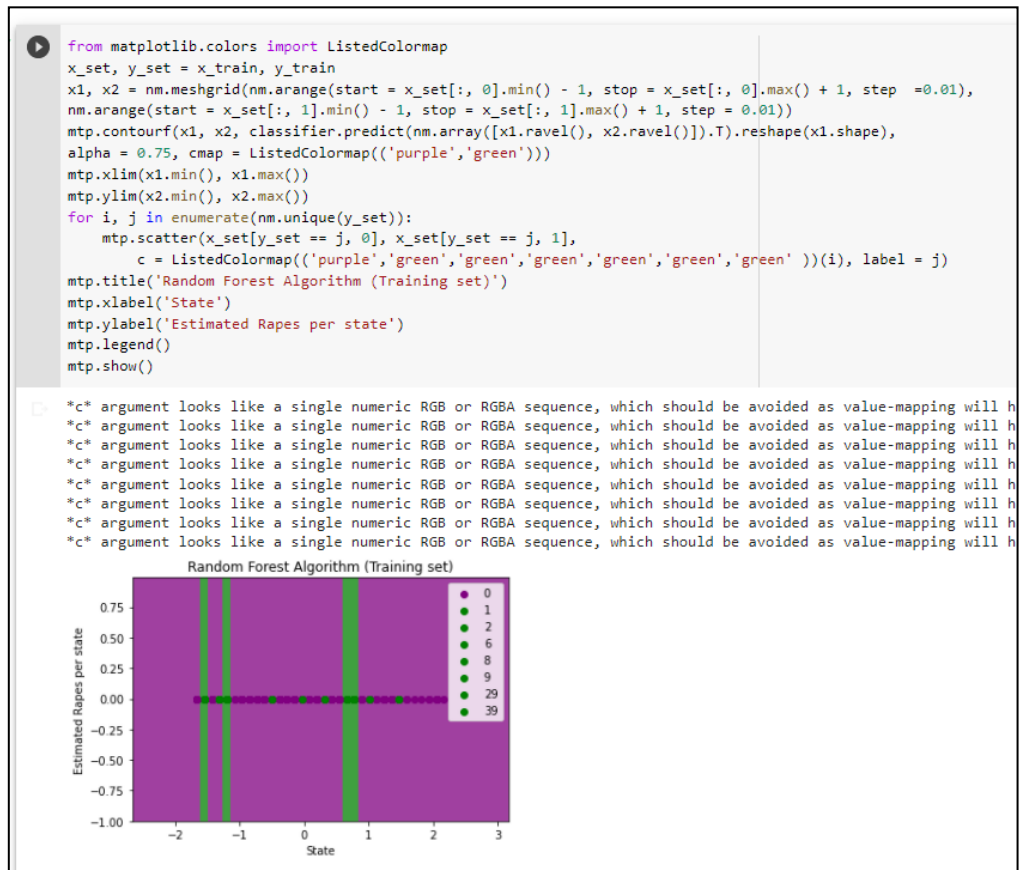 from matplotlib.colors import ListedColormap
x_set, y_set = x_train, y_train
x1, x2 = nm.meshgrid(nm.arange(start = x_set[:, 0].min() - 1, stop = x_set[:, 0].max() + 1, step  =0.01),
nm.arange(start = x_set[:, 1].min() - 1, stop = x_set[:, 1].max() + 1, step = 0.01))
mtp.contourf(x1, x2, classifier.predict(nm.array([x1.ravel(), x2.ravel()]).T).reshape(x1.shape),
alpha = 0.75, cmap = ListedColormap(('purple','green')))
mtp.xlim(x1.min(), x1.max())
mtp.ylim(x2.min(), x2.max())
for i, j in enumerate(nm.unique(y_set)):
    mtp.scatter(x_set[y_set == j, 0], x_set[y_set == j, 1],
        c = ListedColormap(('purple','green','green','green','green','green','green' ))(i), label = j)
mtp.title('Random Forest Algorithm (Training set)')
mtp.xlabel('State')
mtp.ylabel('Estimated Rapes per state')
mtp.legend()
mtp.show()
*c* argument looks like a single numeric RGB or RGBA sequence, which should be avoided as value-mapping will h
*c* argument looks like a single numeric RGB or RGBA sequence, which should be avoided as value-mapping will h
*c* argument looks like a single numeric RGB or RGBA sequence, which should be avoided as value-mapping will h
*c* argument looks like a single numeric RGB or RGBA sequence, which should be avoided as value-mapping will h
*c* argument looks like a single numeric RGB or RGBA sequence, which should be avoided as value-mapping will h
*c* argument looks like a single numeric RGB or RGBA sequence, which should be avoided as value-mapping will h
*c* argument looks like a single numeric RGB or RGBA sequence, which should be avoided as value-mapping will h
*c* argument looks like a single numeric RGB or RGBA sequence, which should be avoided as value-mapping will h
Random Forest Algorithm (Training set)
Estimated Rapes per state
0.75
0.50
0.25
0.00
−0.25
−0.50
−0.75
−1.00
0
1
2
6
8
9
29
39
−2 −1 0 1 2 3
State